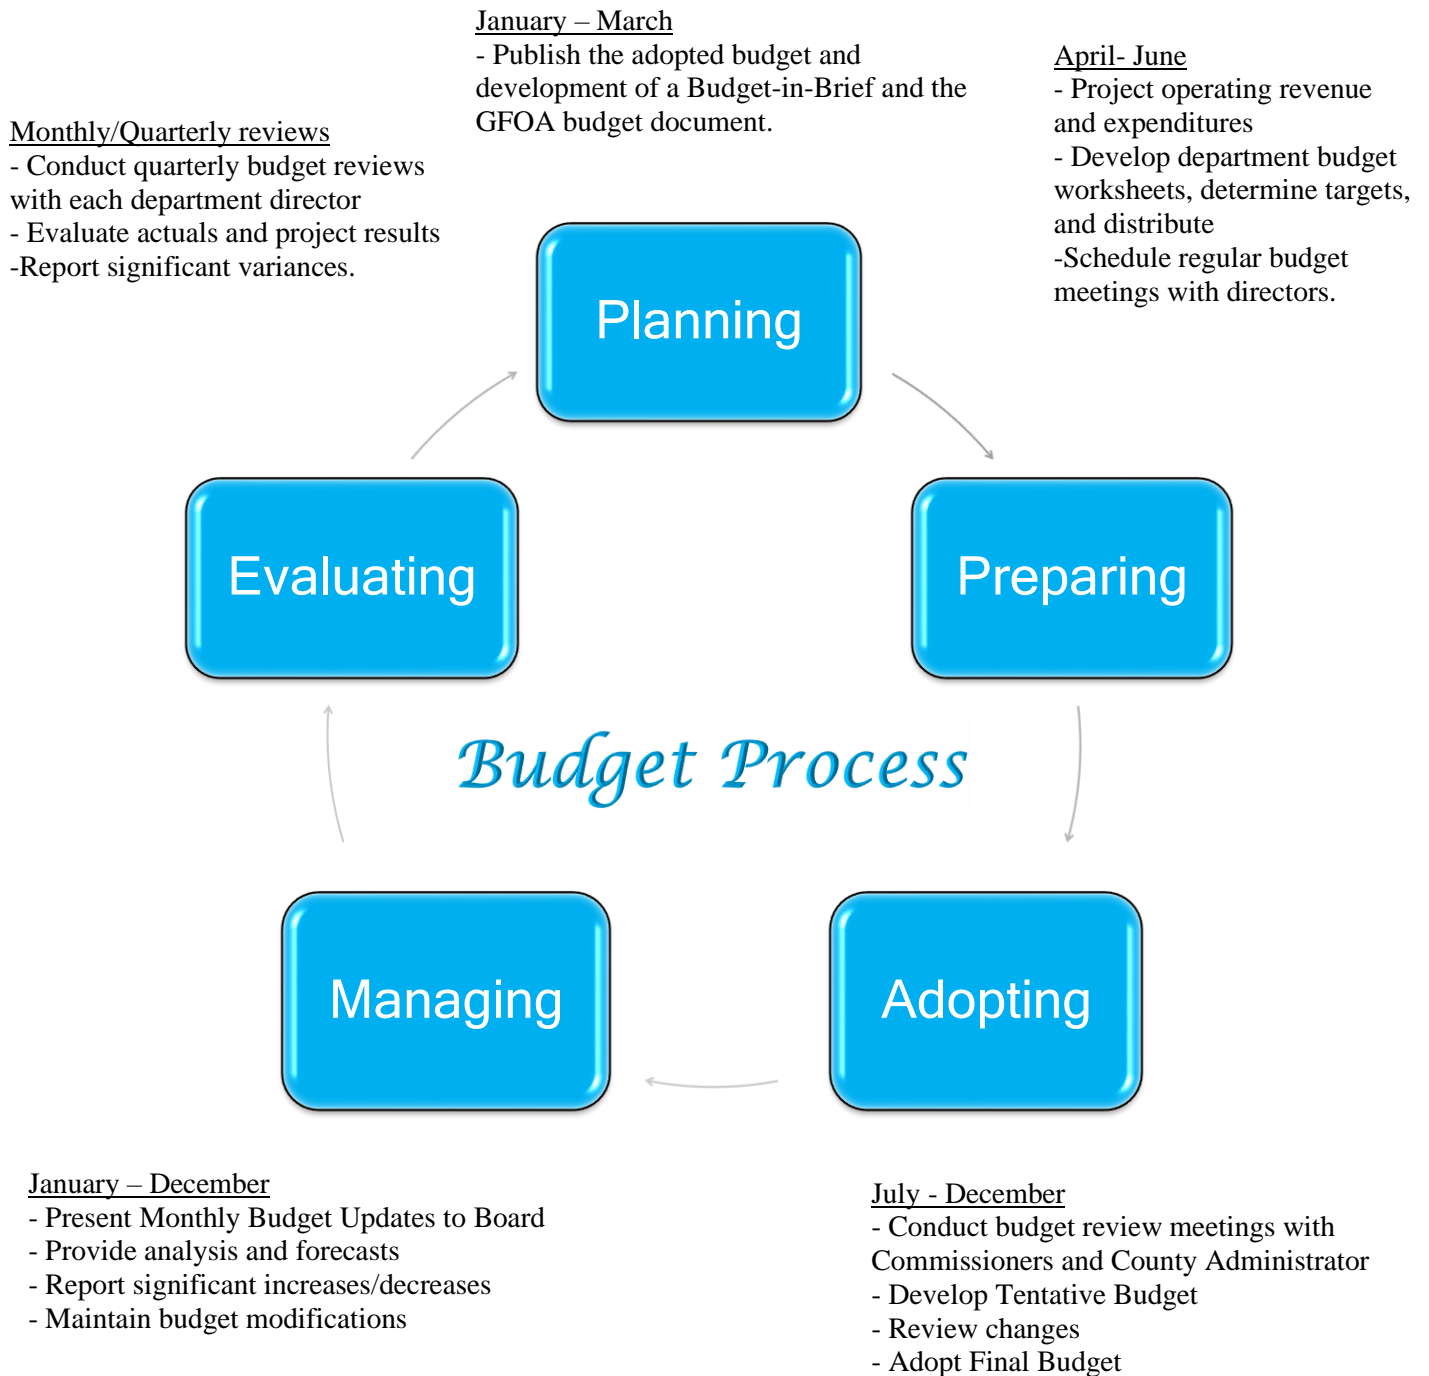 January – March
- Publish the adopted budget and
development of a Budget-in-Brief and the
GFOA budget document.
April- June
- Project operating revenue
and expenditures
- Develop department budget
worksheets, determine targets,
and distribute
-Schedule regular budget
meetings with directors.
Monthly/Quarterly reviews
- Conduct quarterly budget reviews
with each department director
- Evaluate actuals and project results
-Report significant variances.
Planning
Evaluating
Preparing
Budget Process
Managing
Adopting
January – December
- Present Monthly Budget Updates to Board
- Provide analysis and forecasts
- Report significant increases/decreases
- Maintain budget modifications
July - December
- Conduct budget review meetings with
Commissioners and County Administrator
- Develop Tentative Budget
- Review changes
- Adopt Final Budget